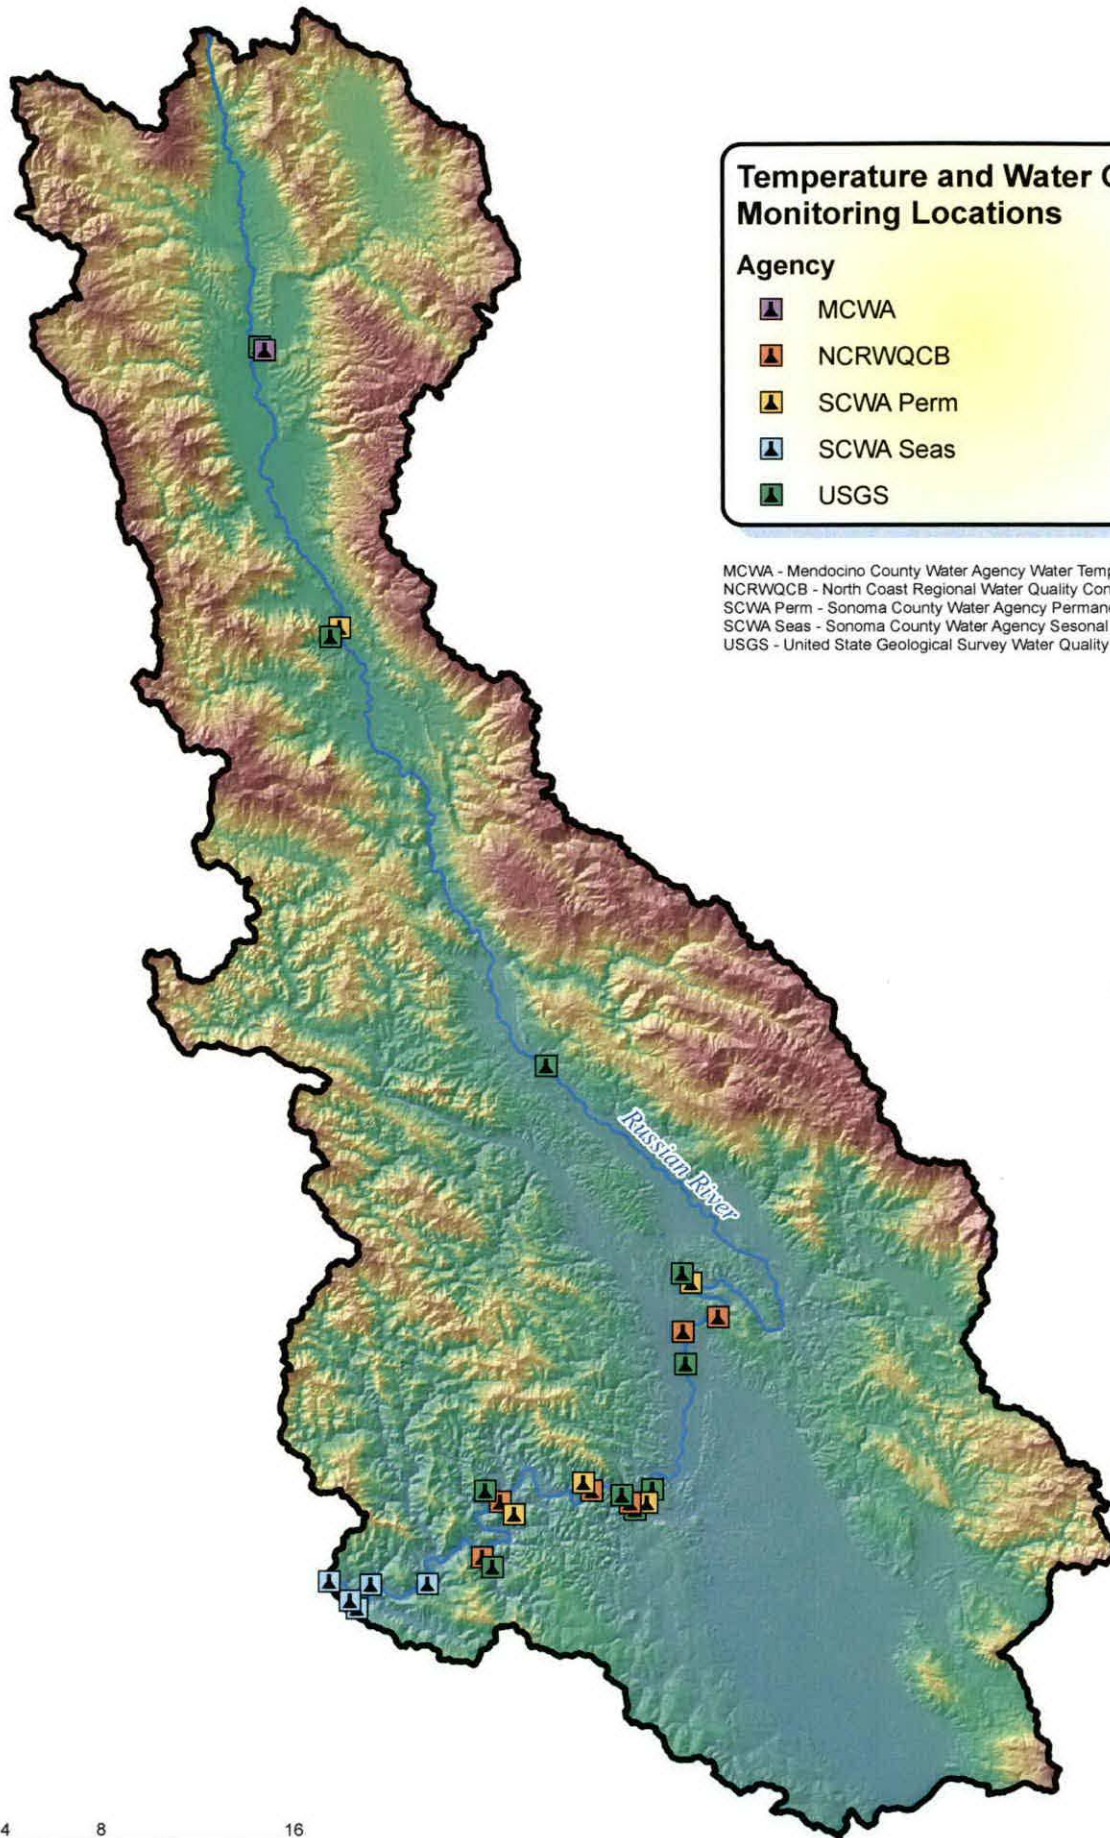 Temperature and Water
Monitoring Locations
Agency
MCWA
NCRWQCB
SCWA Perm
SCWA Seas
USGS
MCWA - Mendocino County Water Agency Water
NCRWQCB - North Coast Regional Water Quality
SCWA Perm - Sonoma County Water Agency
SCWA Seas - Sonoma County Water Agency Sesonal
USGS - United State Geological Survey Water Quality
Russian River
4 8 16